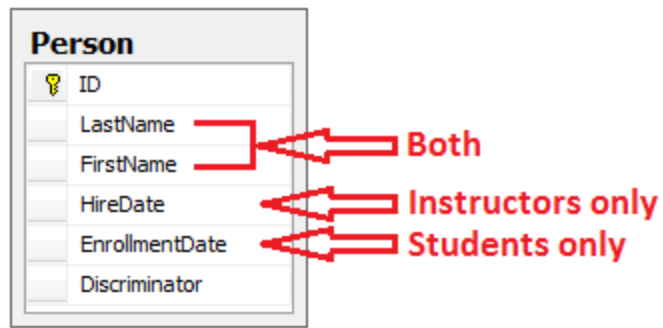 Person
ID
LastName
FirstName
Both
HireDate Instructors only
EnrollmentDate Students only
Discriminator